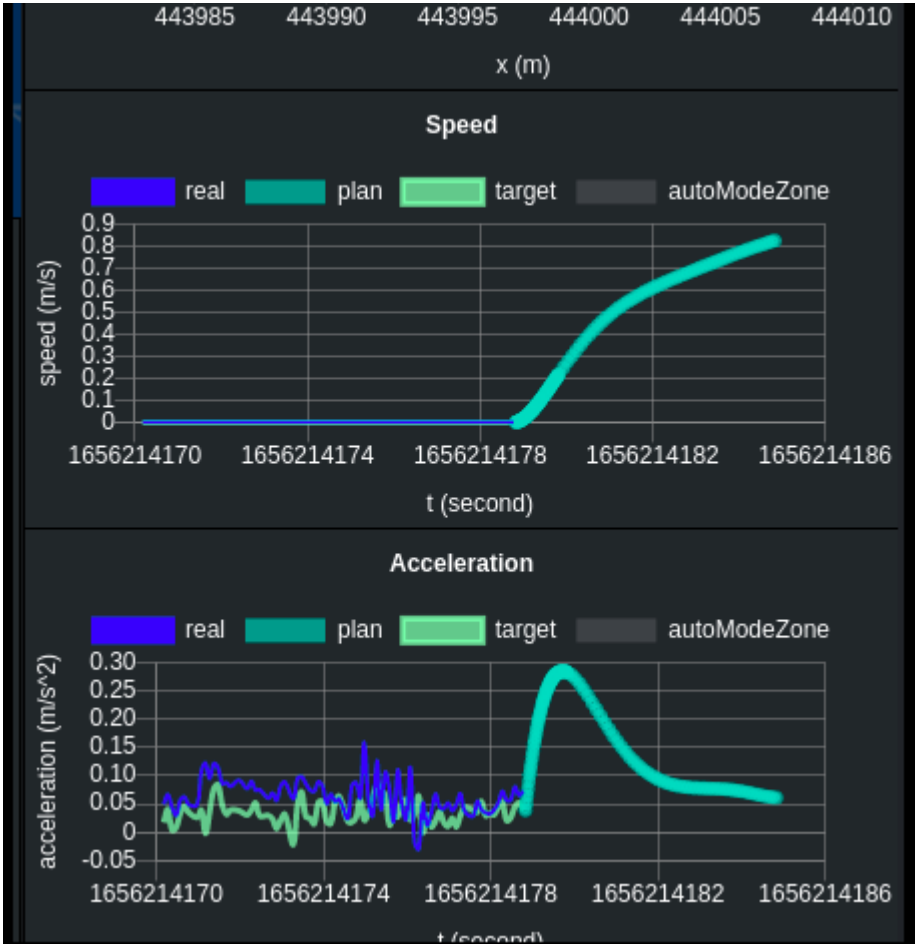 443985 443990 443995 444000 444005 444010
x (m)
Speed
real plan target autoModeZone
0.9
0.8
0.7
0.6
0.5
0.4
0.3
0.2
0.1
0
speed (m/s)
1656214170 1656214174 1656214178 1656214182 1656214186
t (second)
Acceleration
real plan target autoModeZone
0.30
0.25
0.20
0.15
0.10
0.05
0
-0.05
acceleration (m/s^2)
1656214170 1656214174 1656214178 1656214182 1656214186
t (second)